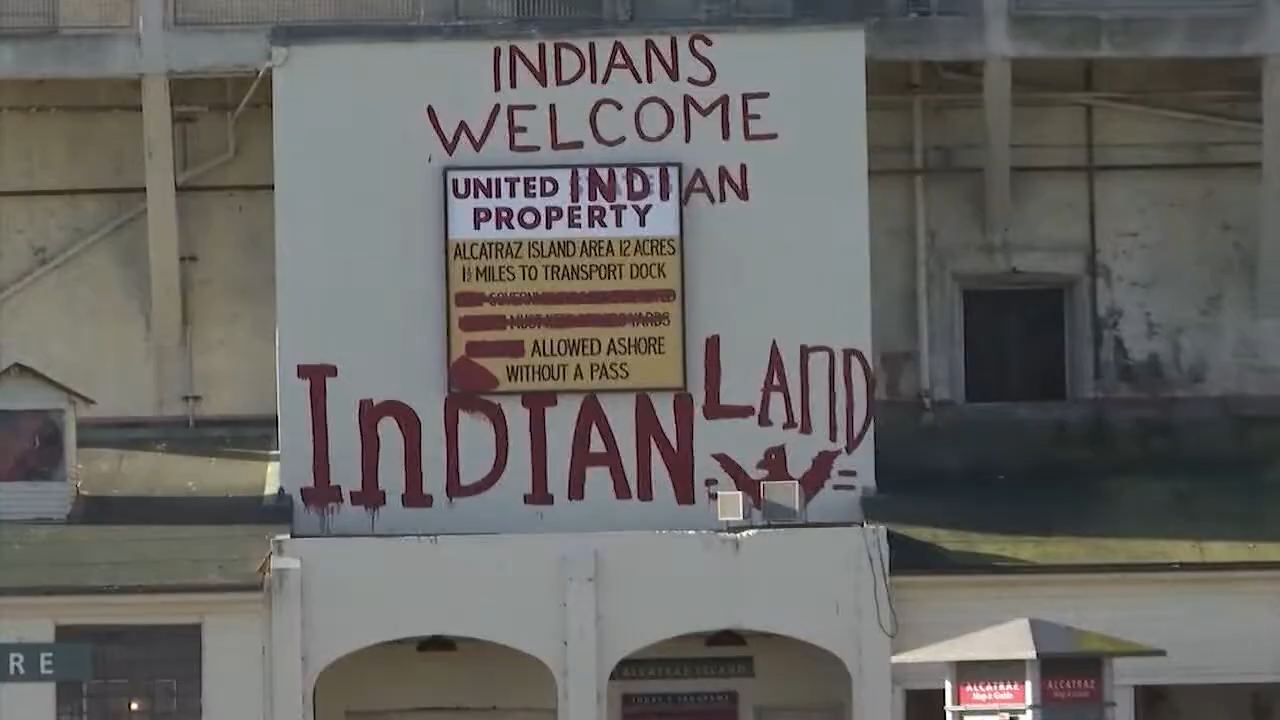 INDIANS
WELCOME
UNITED INDIAN
PROPERTY
ALCATRAZ ISLAND AREA 12 ACRES
1½ MILES TO TRANSPORT DOCK
ALLOWED ASHORE
WITHOUT A PASS
INDIAN LAND
RE
ALCATRAZ ISLAND
ALCATRAZ
ALCATRAZ